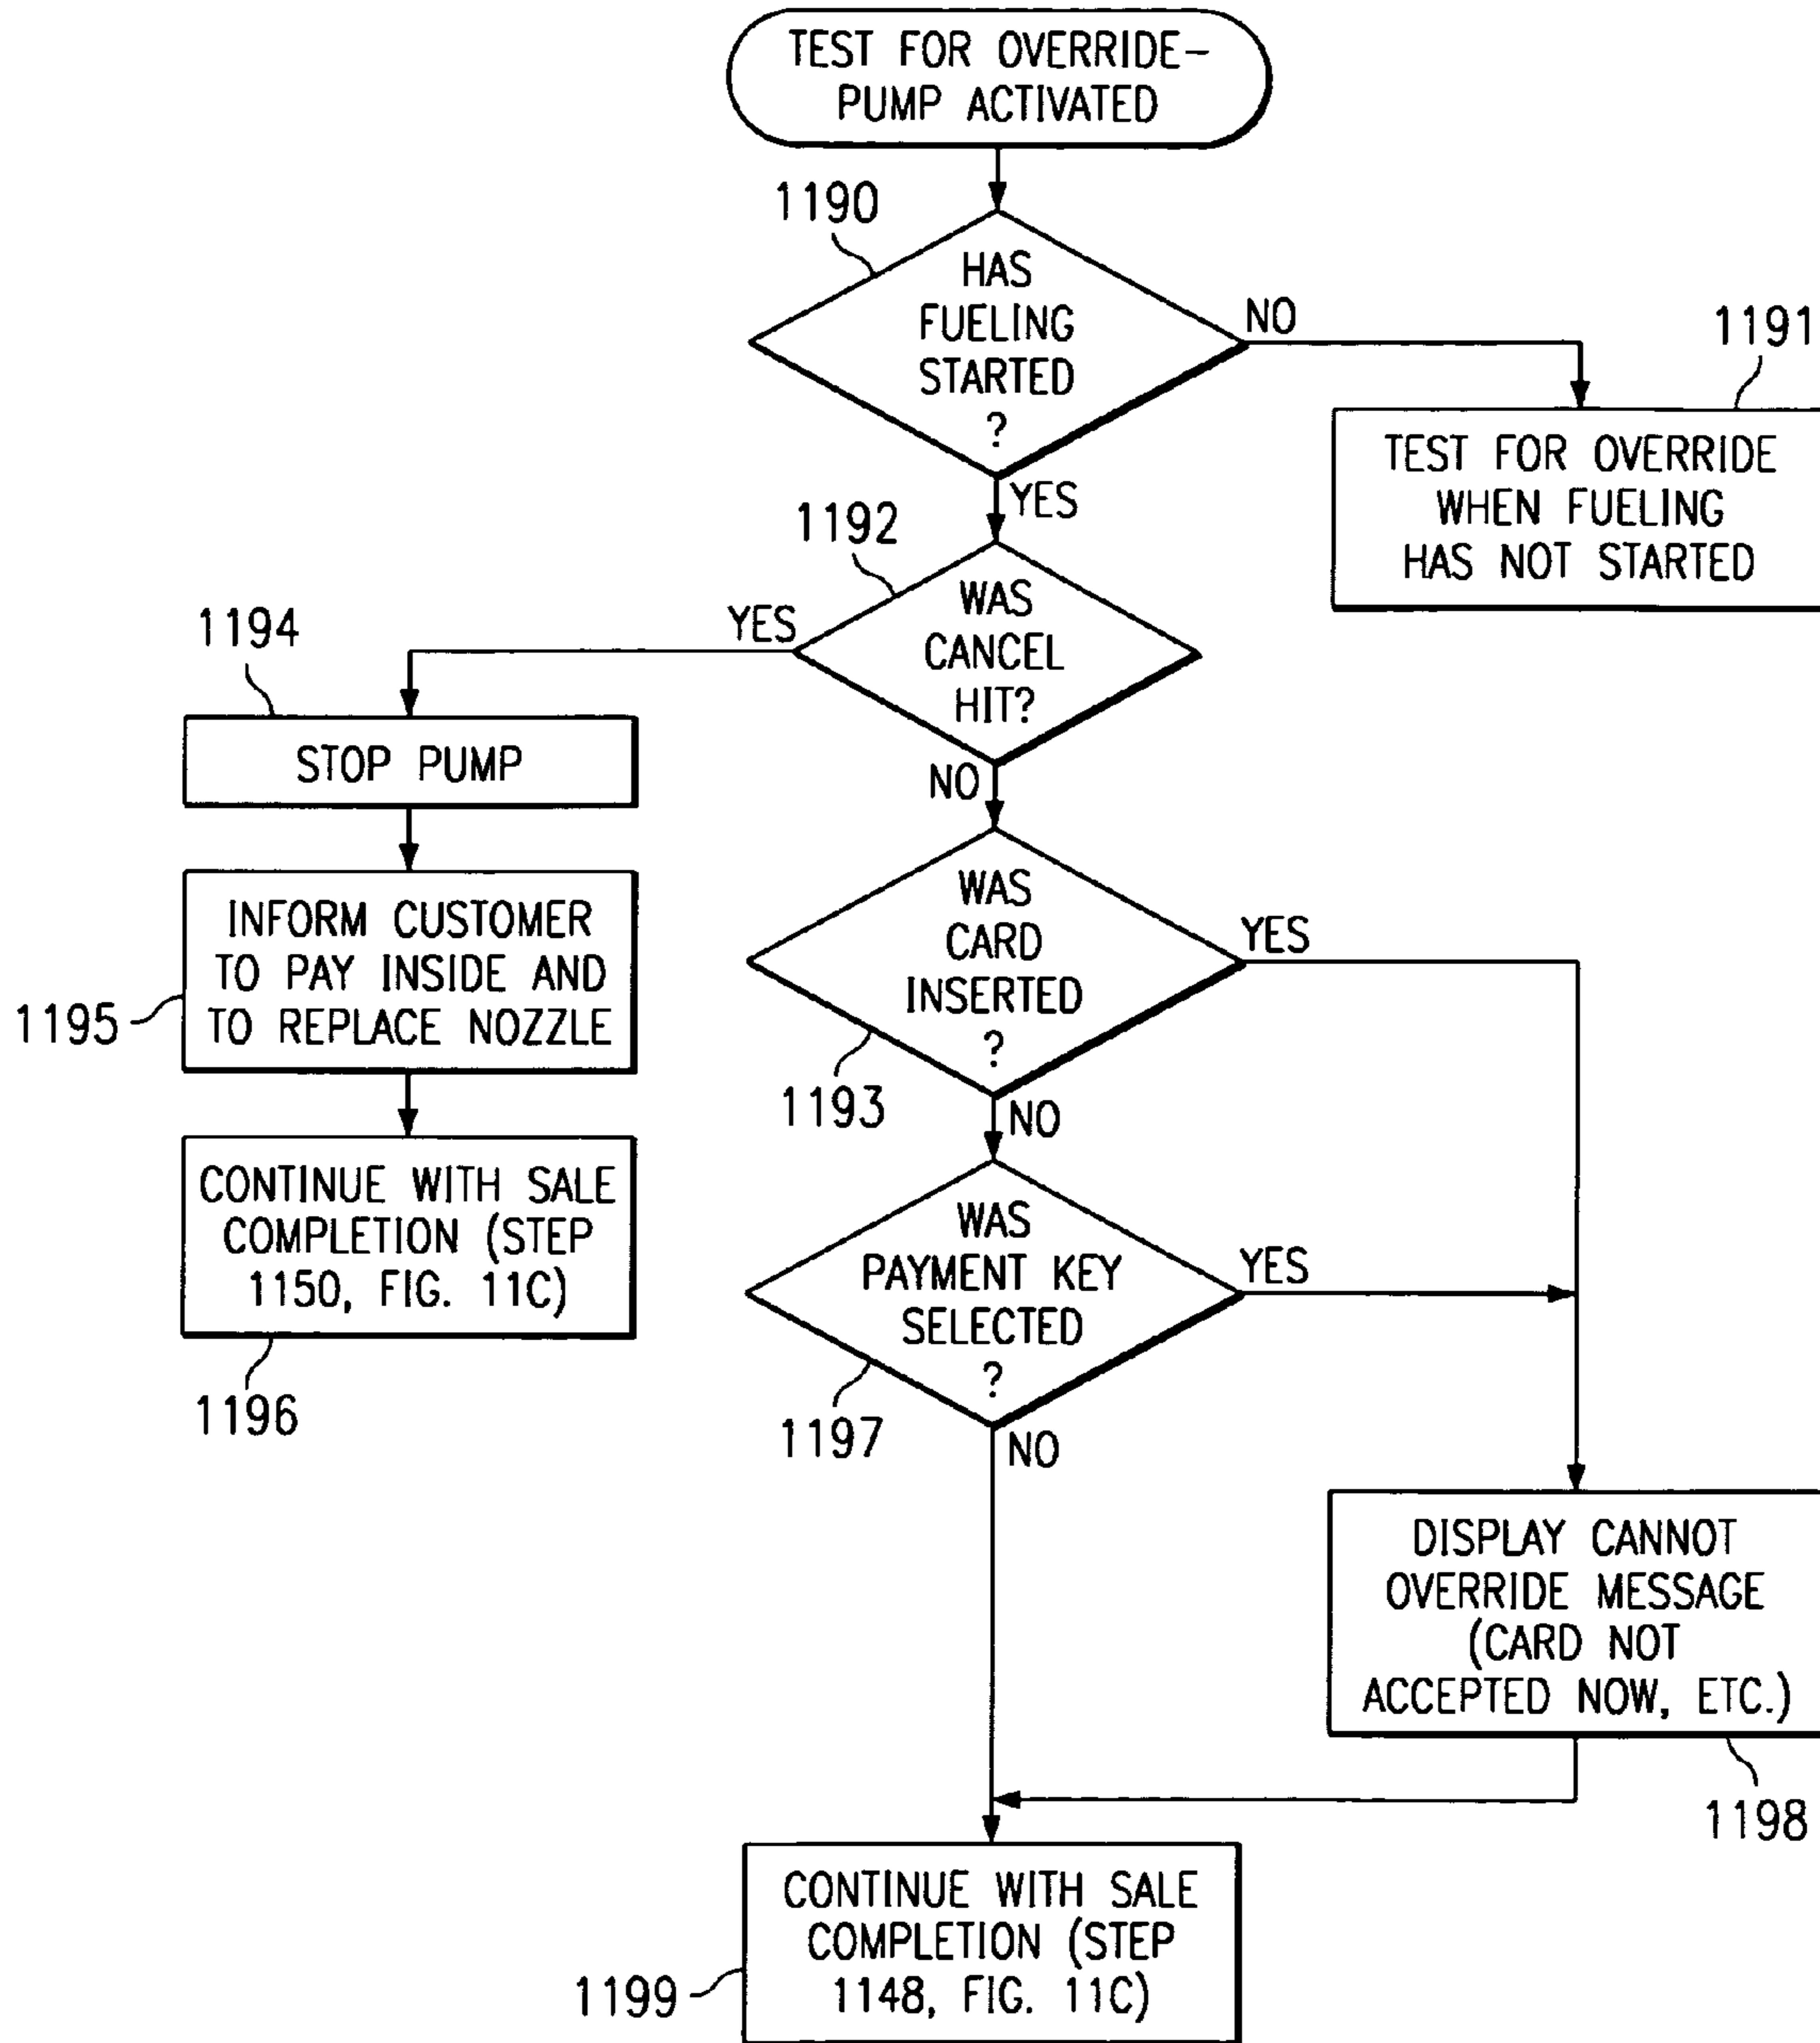 TEST FOR OVERRIDE-
PUMP ACTIVATED
1190
HAS
FUELING
STARTED
?
NO
YES
1191
TEST FOR OVERRIDE
WHEN FUELING
HAS NOT STARTED
1192
WAS
CANCEL
HIT?
YES
NO
1194
STOP PUMP
INFORM CUSTOMER
TO PAY INSIDE AND
TO REPLACE NOZZLE
1195
CONTINUE WITH SALE
COMPLETION (STEP
1150, FIG. 11C)
1196
WAS
CARD
INSERTED
?
YES
1193
NO
WAS
PAYMENT KEY
SELECTED
?
YES
1197
NO
DISPLAY CANNOT
OVERRIDE MESSAGE
(CARD NOT
ACCEPTED NOW, ETC.)
1198
CONTINUE WITH SALE
COMPLETION (STEP
1148, FIG. 11C)
1199